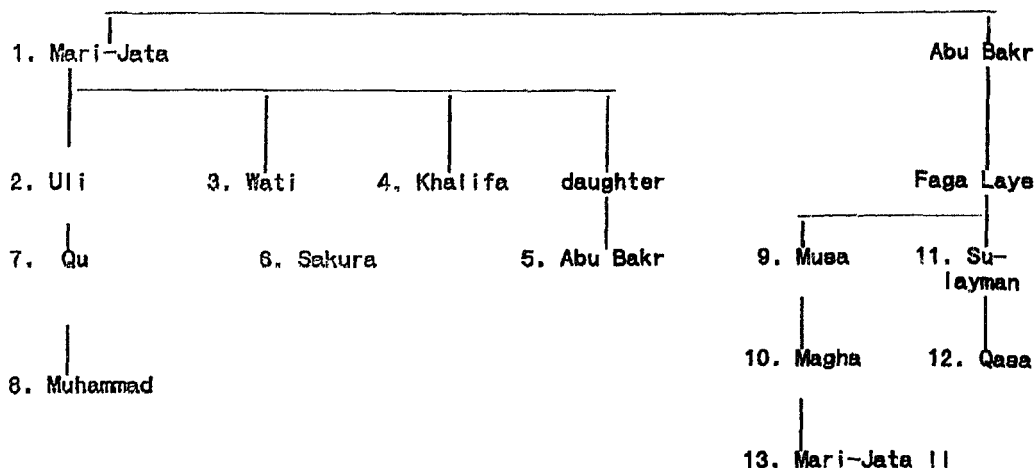 1. Mari-Jata Abu Bakr
2. Uli 3. Wati 4. Khalifa daughter Faga Laye
7. Qu 6. Sakura 5. Abu Bakr 9. Musa 11. Su-
layman
10. Magha 12. Qasa
8. Muhammad
13. Mari-Jata II